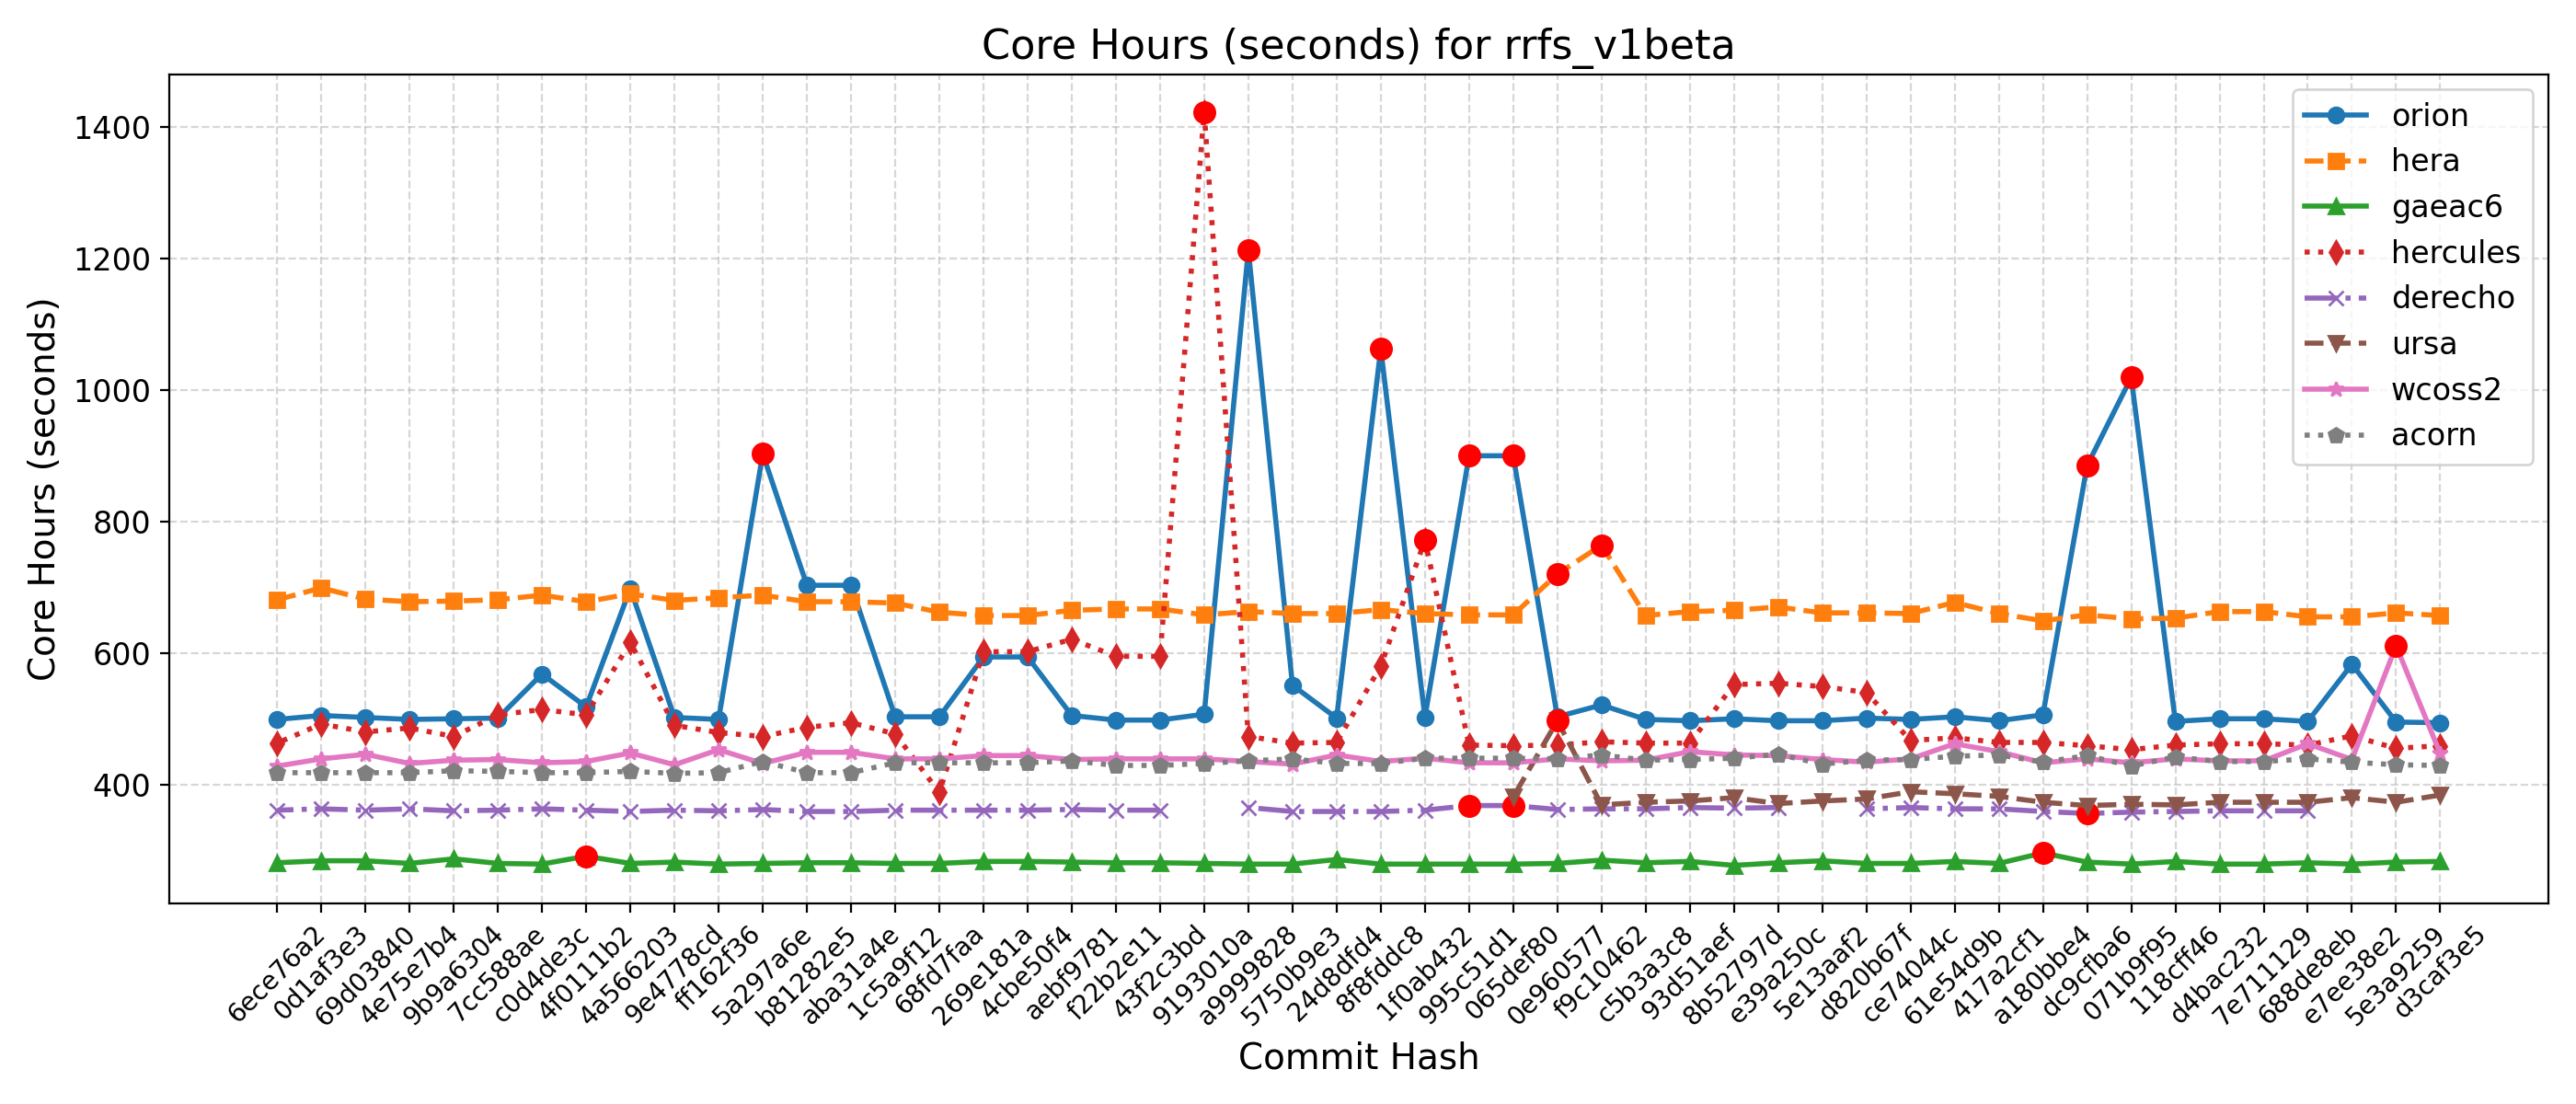 Core Hours (seconds) for rrfs_v1beta
Core Hours (seconds)
1400
1200
1000
800
600
400
orion
hera
gaeac6
hercules
derecho
ursa
wcoss2
acorn
6ece76a2
0d1af3e3
69d03840
4e75e7b4
9b9a6304
7cc588ae
c0d4de3c
4f0111b2
4a566203
9e4778cd
ff162f36
5a297a6e
b81282e5
aba31a4e
1c5a9f12
68fd7faa
269e181a
4cbe50f4
aebf9781
f22b2e11
43f2c3bd
9193010a
a9999828
5750b9e3
24d8dfd4
8f8fddc8
1f0ab432
995c51d1
065def80
0e960577
f9c10462
c5b3a3c8
93d51aef
8b52797d
e39a250c
5e13aaf2
d820b67f
ce74044c
61e54d9b
417a2cf1
a180bbe4
dc9cfba6
071b9f95
118cff46
d4bac232
7e711129
688de8eb
e7ee38e2
5e3a9259
d3caf3e5
Commit Hash